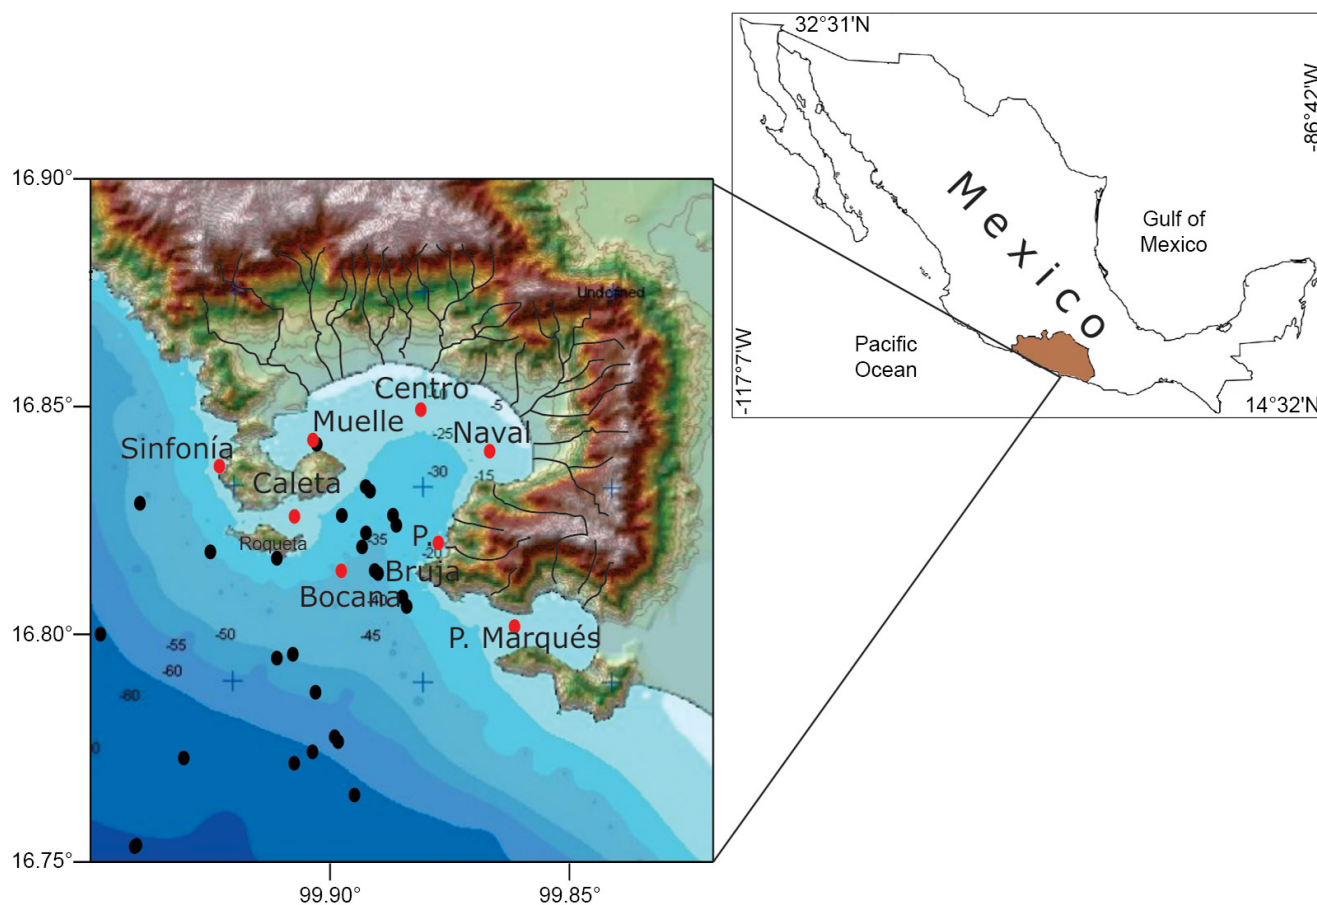 32°31'N
-86°42'W
Mexico
Gulf of
Mexico
Pacific
Ocean
-117°7'W
14°32'N
16.90°
16.85°
16.80°
16.75°
99.90°
99.85°
Undefined
Centro
-10
-5
Muelle
-25
Naval
Sinfonía
-30
-15
Caleta
Roqueta
-35
P.
-20
Bruja
Bocana
-40
-50
-45
P. Marqués
-55
-60
-80